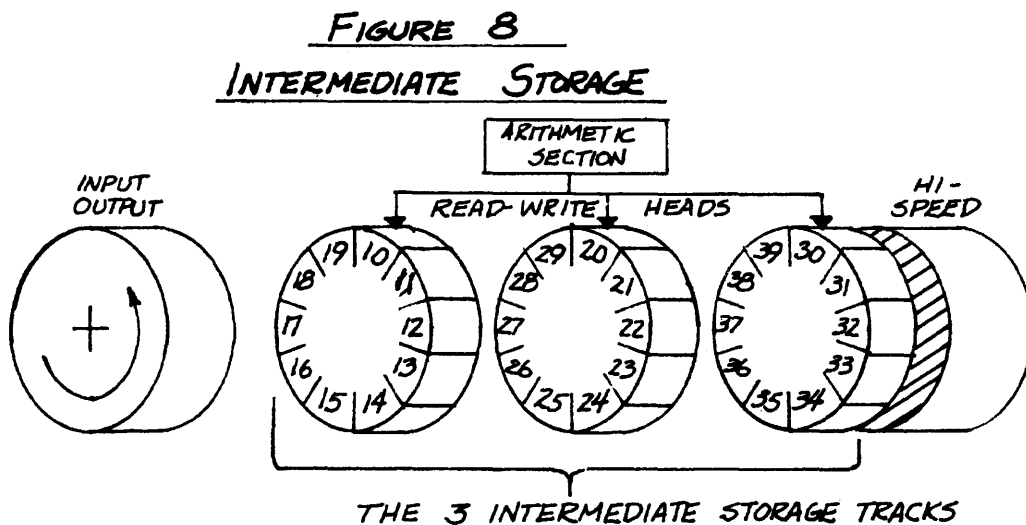 FIGURE 8
INTERMEDIATE STORAGE
ARITHMETIC
SECTION
INPUT
OUTPUT
READ-WRITE HEADS
HI-
SPEED
19 10
18 11
17 12
16 13
15 14
29 20
28 21
27 22
26 23
25 24
39 30
38 31
37 32
36 33
35 34
THE 3 INTERMEDIATE STORAGE TRACKS